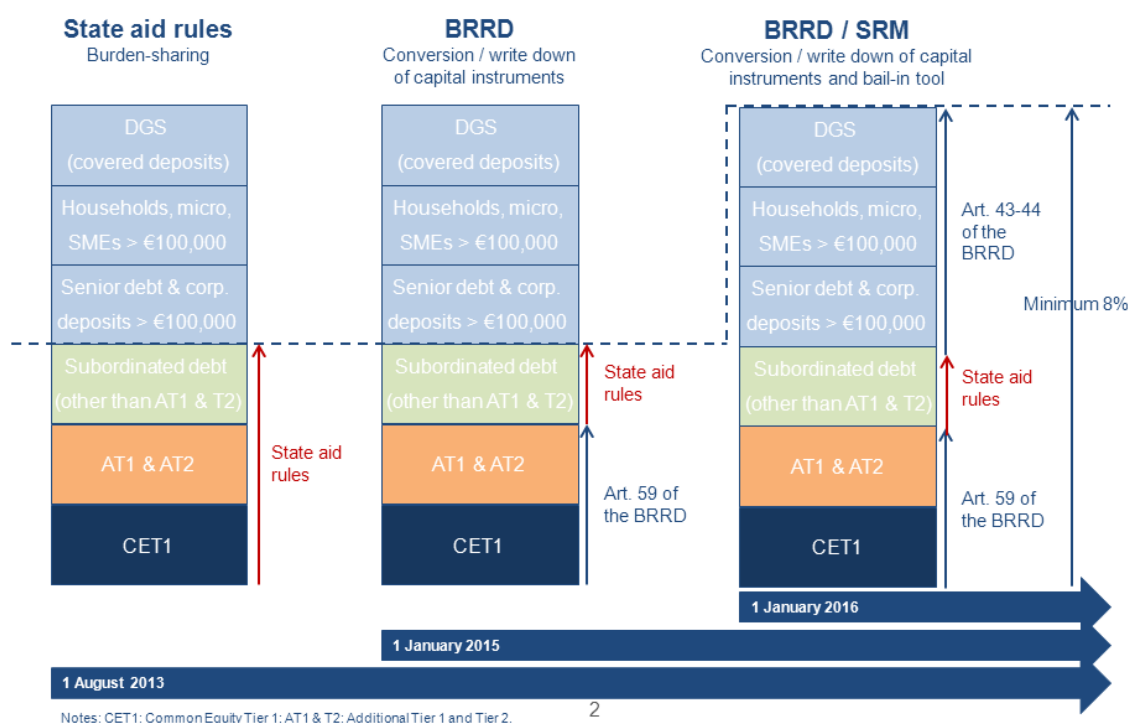 State aid rules
Burden-sharing
BRRD
Conversion / write down
of capital instruments
BRRD / SRM
Conversion / write down of capital
instruments and bail-in tool
DGS
(covered deposits)
Households, micro,
SMEs > €100,000
Senior debt & corp.
deposits > €100,000
Subordinated debt
(other than AT1 & T2)
AT1 & AT2
CET1
State aid
rules
DGS
(covered deposits)
Households, micro,
SMEs > €100,000
Senior debt & corp.
deposits > €100,000
Subordinated debt
(other than AT1 & T2)
AT1 & AT2
CET1
State aid
rules
Art. 59 of
the BRRD
DGS
(covered deposits)
Households, micro,
SMEs > €100,000
Senior debt & corp.
deposits > €100,000
Subordinated debt
(other than AT1 & T2)
AT1 & AT2
CET1
Art. 43-44
of the
BRRD
Minimum 8%
State aid
rules
Art. 59 of
the BRRD
1 January 2016
1 January 2015
1 August 2013
Notes: CET1: Common Equity Tier 1; AT1 & T2: Additional Tier 1 and Tier 2.
2